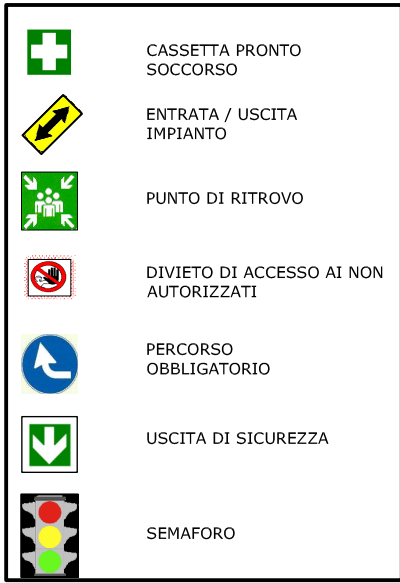 CASSETTA PRONTO
SOCCORSO
ENTRATA / USCITA
IMPIANTO
PUNTO DI RITROVO
DIVIETO DI ACCESSO AI NON
AUTORIZZATI
PERCORSO
OBBLIGATORIO
USCITA DI SICUREZZA
SEMAFORO